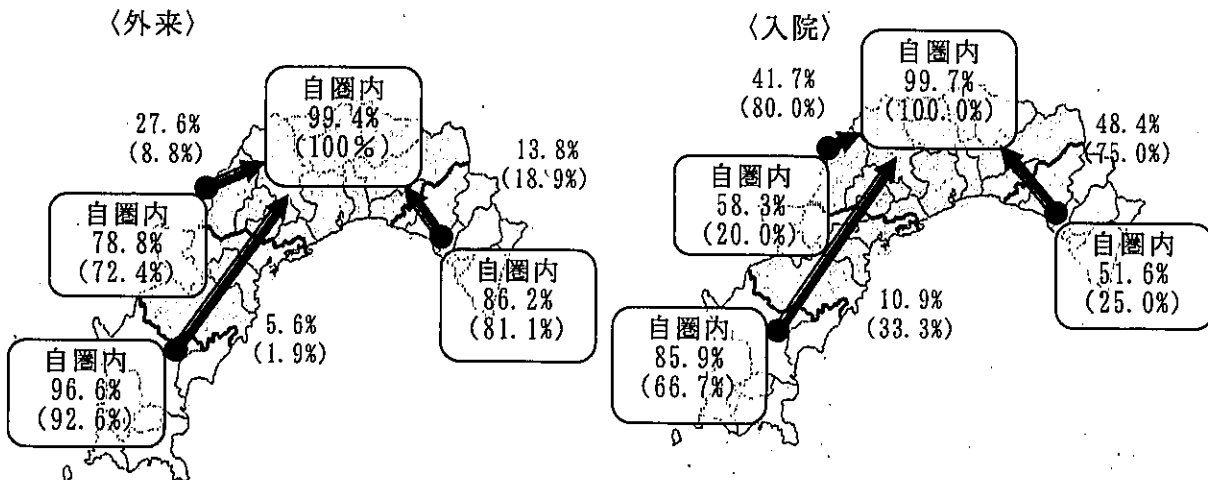 〈外来〉
自圏内
99.4%
(100%)
27.6%
(8.8%)
13.8%
(18.9%)
自圏内
78.8%
(72.4%)
自圏内
86.2%
(81.1%)
5.6%
(1.9%)
自圏内
96.6%
(92.6%)
〈入院〉
自圏内
99.7%
(100.0%)
41.7%
(80.0%)
48.4%
(75.0%)
自圏内
58.3%
(20.0%)
自圏内
51.6%
(25.0%)
10.9%
(33.3%)
自圏内
85.9%
(66.7%)